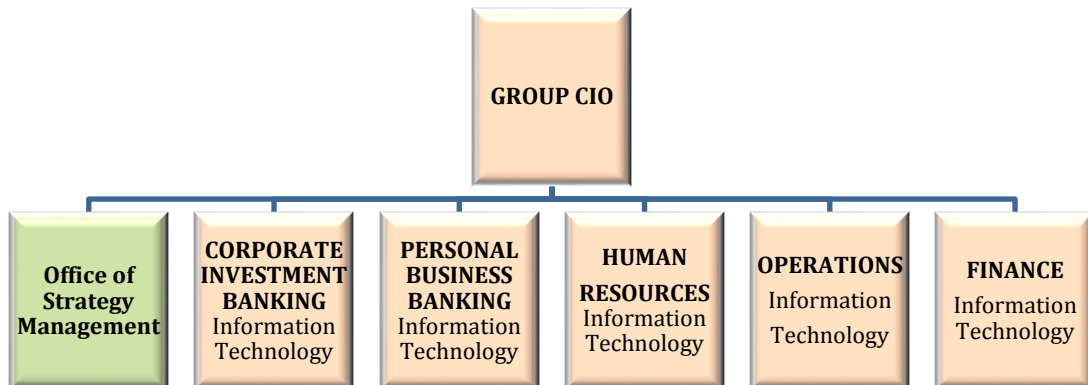 GROUP CIO
Office of
Strategy
Management
CORPORATE
INVESTMENT
BANKING
Information
Technology
PERSONAL
BUSINESS
BANKING
Information
Technology
HUMAN
RESOURCES
Information
Technology
OPERATIONS
Information
Technology
FINANCE
Information
Technology